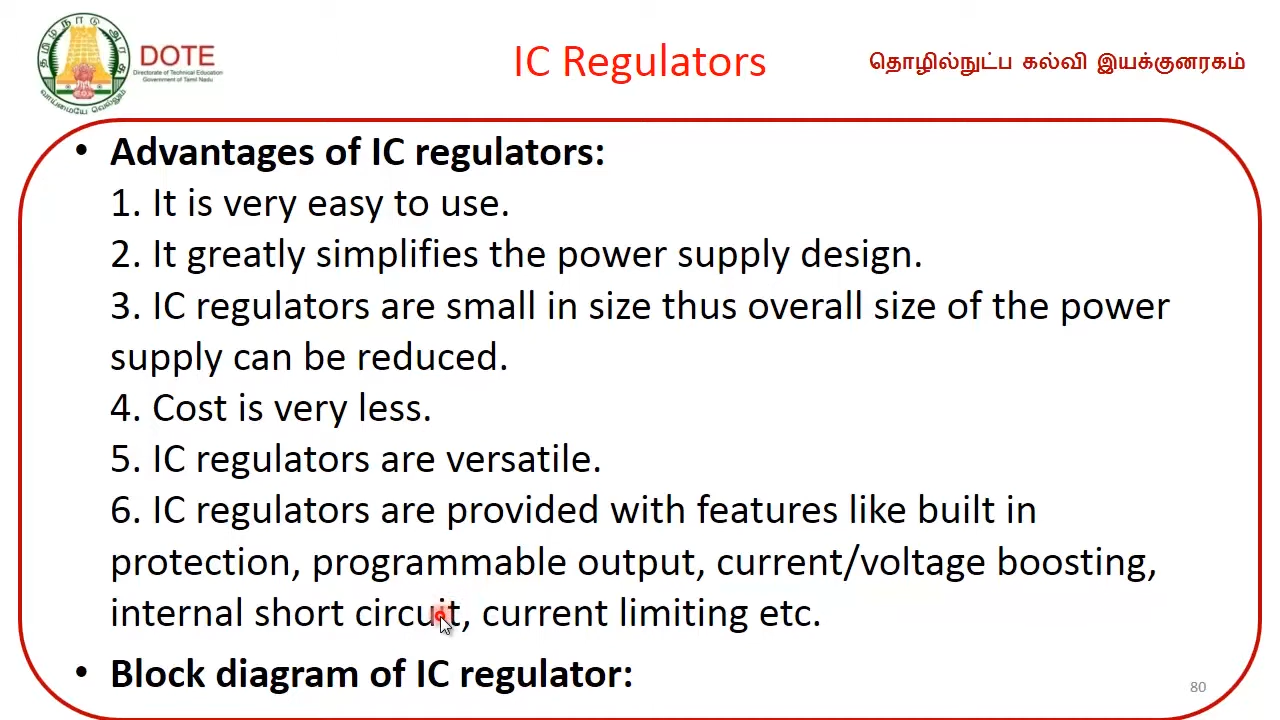 தமிழ்நாடு அரசு
வாய்மையே வெல்லும்
DOTE
Directorate of Technical Education
Government of Tamil Nadu
IC Regulators
தொழில்நுட்ப கல்வி இயக்குனரகம்
• Advantages of IC regulators:
1. It is very easy to use.
2. It greatly simplifies the power supply design.
3. IC regulators are small in size thus overall size of the power
supply can be reduced.
4. Cost is very less.
5. IC regulators are versatile.
6. IC regulators are provided with features like built in
protection, programmable output, current/voltage boosting,
internal short circuit, current limiting etc.
• Block diagram of IC regulator:
80